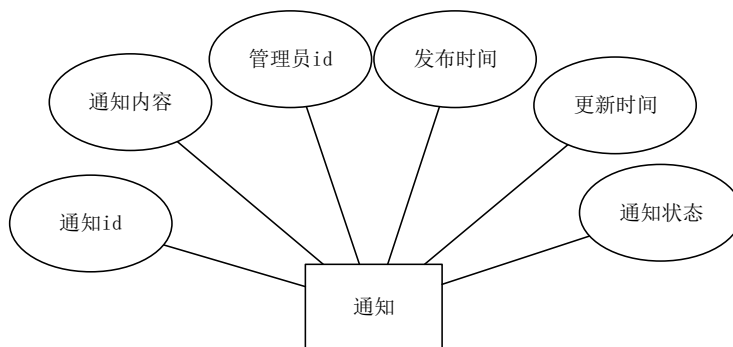 管理员id
发布时间
通知内容
更新时间
通知id
通知状态
通知